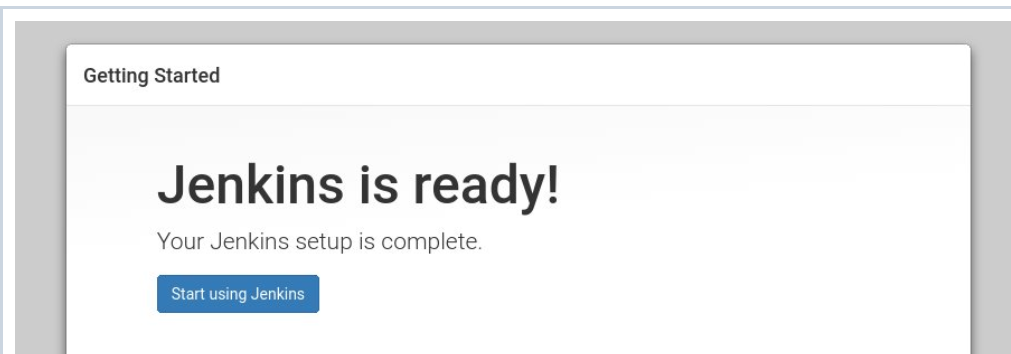 Getting Started
Jenkins is ready!
Your Jenkins setup is complete.
Start using Jenkins